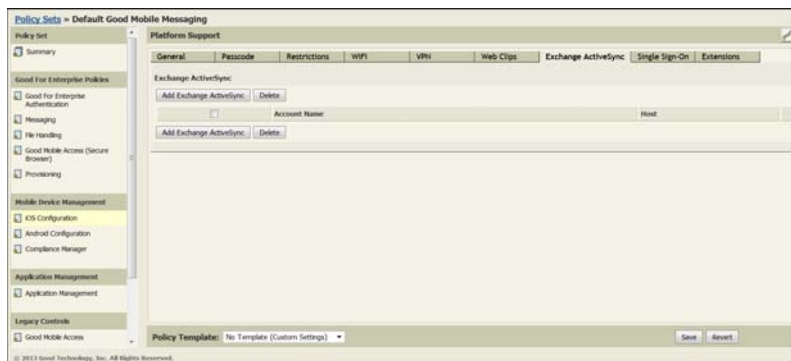 Policy Sets » Default Good Mobile Messaging
Policy Set
Summary
Good For Enterprise Policies
Good For Enterprise
Authentication
Messaging
File Handling
Good Mobile Access (Secure
Browser)
Provisioning
Mobile Device Management
iOS Configuration
Android Configuration
Compliance Manager
Application Management
Application Management
Legacy Controls
Good Mobile Access
Platform Support
General Passcode Restrictions WiFi VPN Web Clips Exchange ActiveSync Single Sign-On Extensions
Exchange ActiveSync
Add Exchange ActiveSync Delete
Account Name Host
Add Exchange ActiveSync Delete
Policy Template: No Template (Custom Settings) Save Revert
© 2013 Good Technology, Inc. All Rights Reserved.